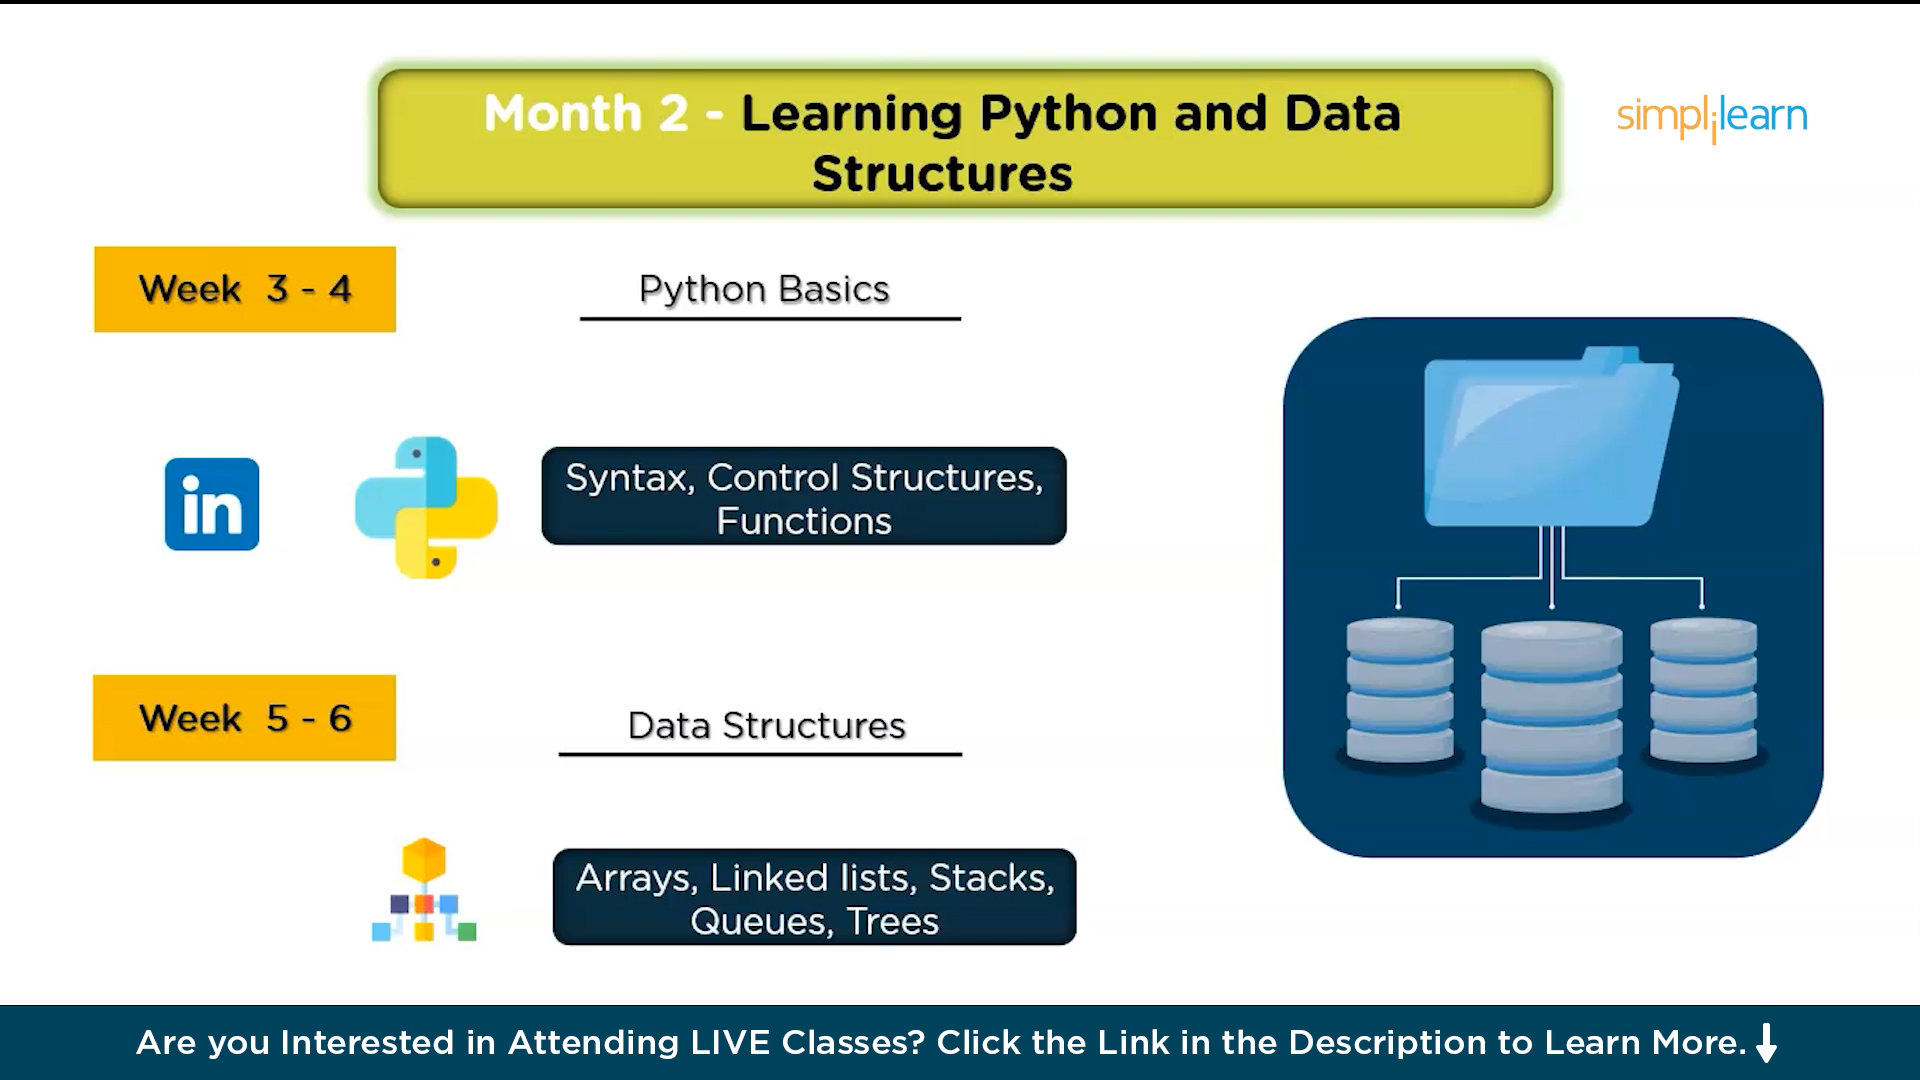 Month 2 - Learning Python and Data
Structures
simplilearn
Week 3 - 4
Python Basics
in
Syntax, Control Structures,
Functions
Week 5 - 6
Data Structures
Arrays, Linked lists, Stacks,
Queues, Trees
Are you Interested in Attending LIVE Classes? Click the Link in the Description to Learn More.